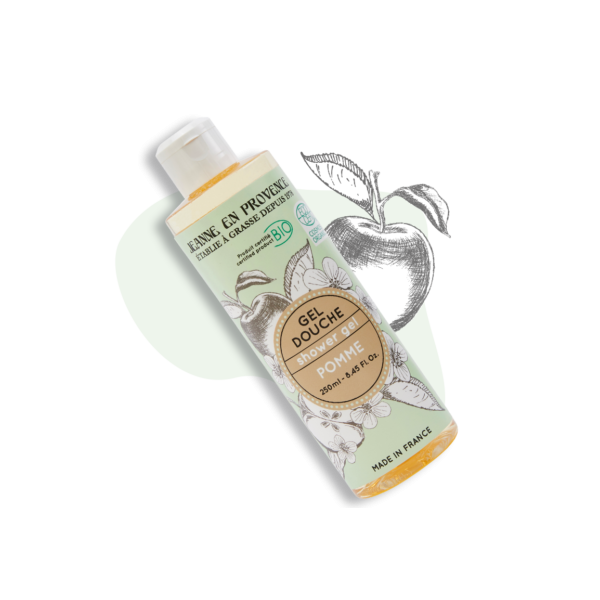 JEANNE EN PROVENCE
ÉTABLIE À GRASSE DEPUIS 1978
Produit certifié
certified product
BIO
GEL
DOUCHE
shower gel
POMME
250ml - 8.45 Fl. Oz.
MADE IN FRANCE